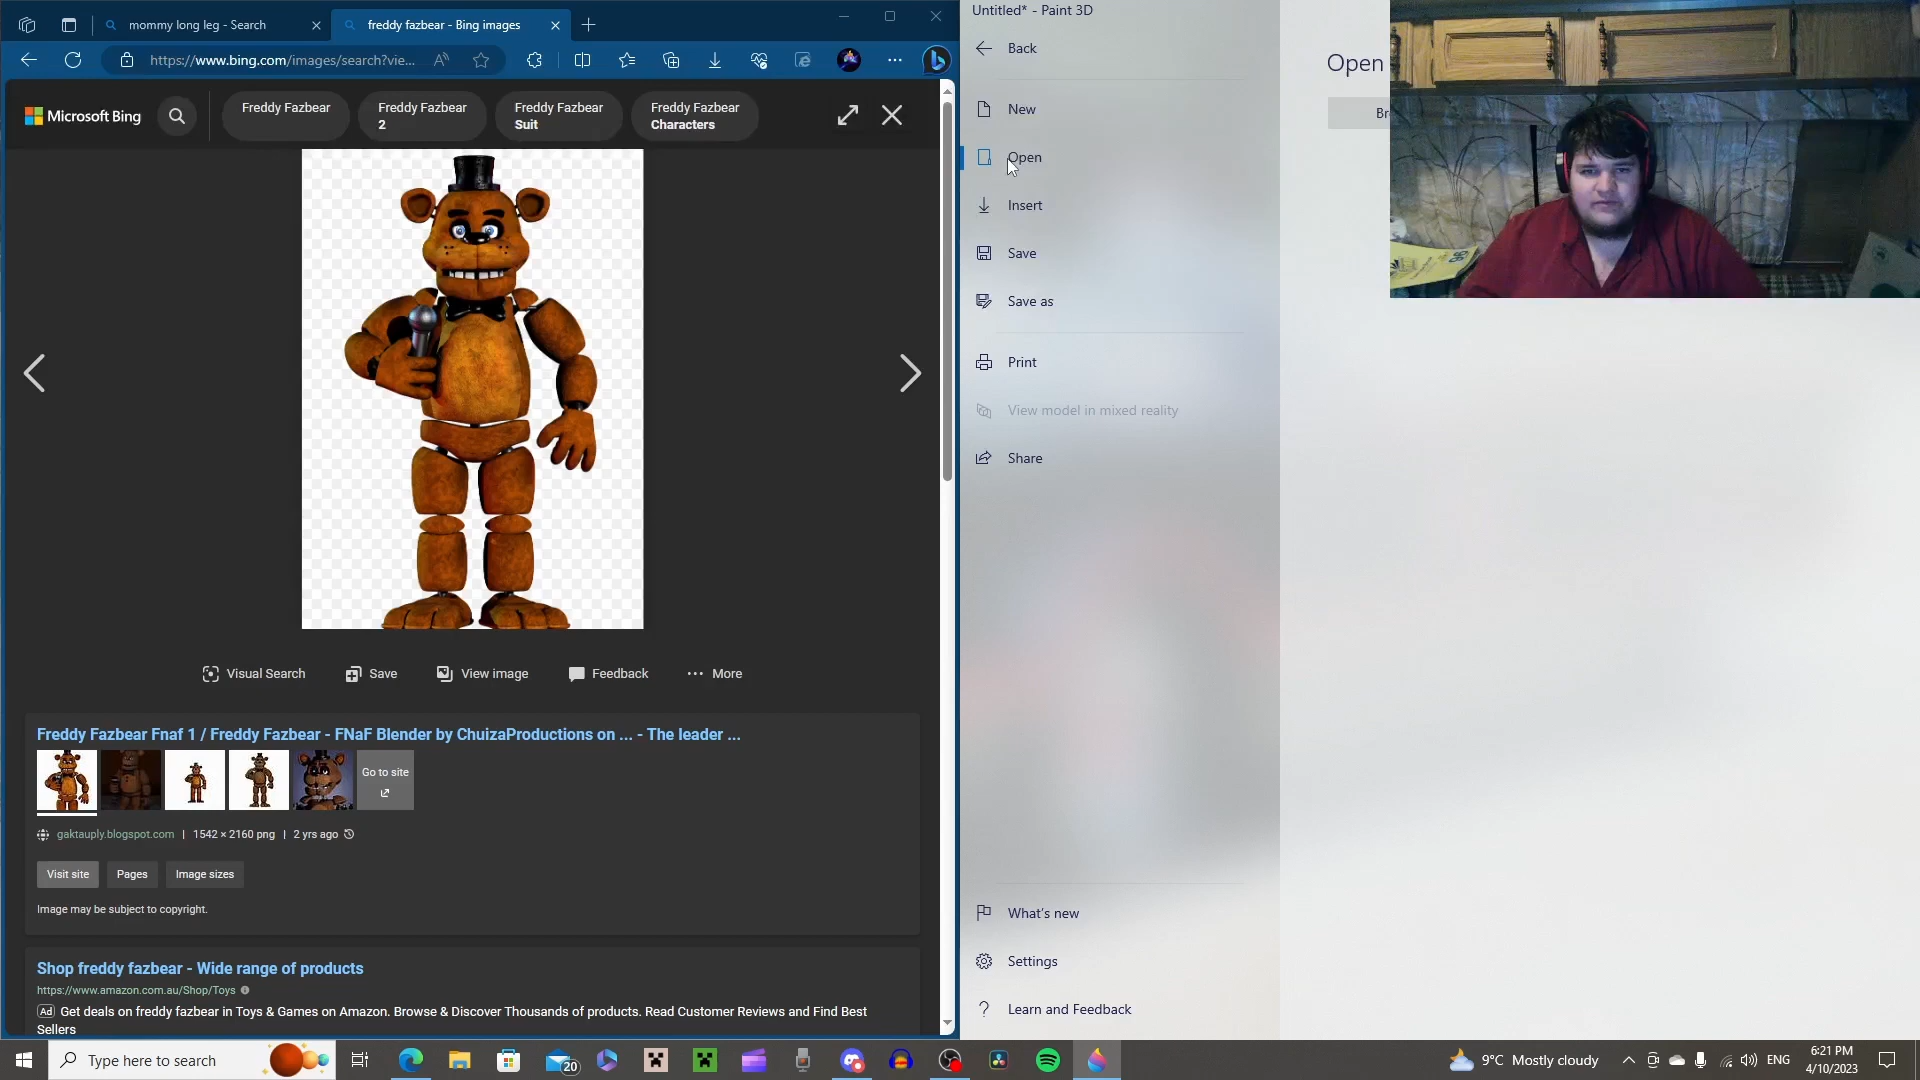 mommy long leg - Search
freddy fazbear - Bing images
https://www.bing.com/images/search?vie...
Microsoft Bing
Freddy Fazbear
Freddy Fazbear
2
Freddy Fazbear
Suit
Freddy Fazbear
Characters
Visual Search
Save
View image
Feedback
More
Freddy Fazbear Fnaf 1 / Freddy Fazbear - FNaF Blender by ChuizaProductions on ... - The leader ...
Go to site
gaktauply.blogspot.com | 1542 × 2160 png | 2 yrs ago
Visit site
Pages
Image sizes
Image may be subject to copyright.
Shop freddy fazbear - Wide range of products
https://www.amazon.com.au/Shop/Toys
Ad Get deals on freddy fazbear in Toys & Games on Amazon. Browse & Discover Thousands of products. Read Customer Reviews and Find Best
Sellers
Untitled* - Paint 3D
Back
New
Open
Insert
Save
Save as
Print
View model in mixed reality
Share
What's new
Settings
Learn and Feedback
Open
Type here to search
20
9°C Mostly cloudy
ENG
6:21 PM
4/10/2023